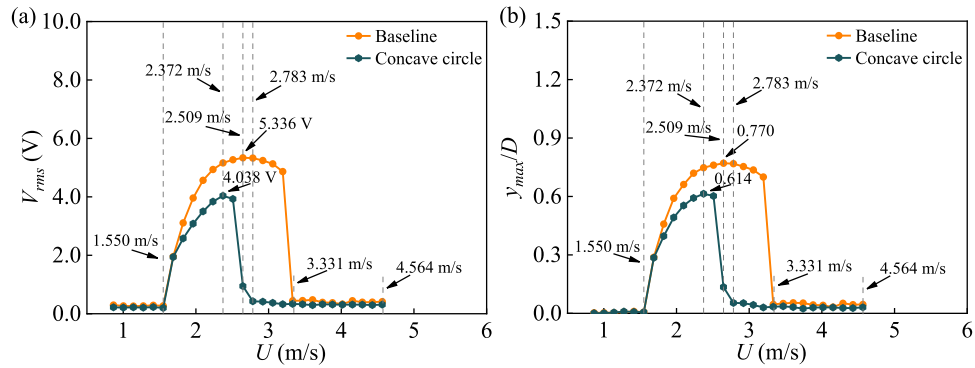 (a)
10.0
8.0
6.0
4.0
2.0
0.0
V_rms (V)
Baseline
Concave circle
2.372 m/s
2.783 m/s
2.509 m/s
5.336 V
4.038 V
1.550 m/s
3.331 m/s
4.564 m/s
1 2 3 4 5 6
U (m/s)
(b)
1.5
1.2
0.9
0.6
0.3
0.0
y_max/D
Baseline
Concave circle
2.372 m/s
2.783 m/s
2.509 m/s
0.770
0.614
1.550 m/s
3.331 m/s
4.564 m/s
1 2 3 4 5 6
U (m/s)